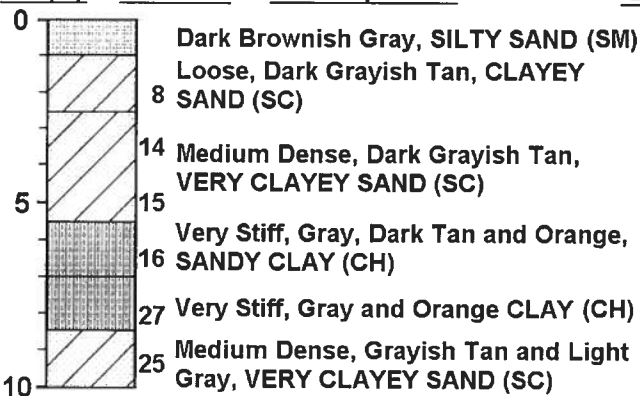 0
Dark Brownish Gray, SILTY SAND (SM)
Loose, Dark Grayish Tan, CLAYEY
8
SAND (SC)
14
Medium Dense, Dark Grayish Tan,
VERY CLAYEY SAND (SC)
5
15
Very Stiff, Gray, Dark Tan and Orange,
16
SANDY CLAY (CH)
27
Very Stiff, Gray and Orange CLAY (CH)
25
Medium Dense, Grayish Tan and Light
Gray, VERY CLAYEY SAND (SC)
10